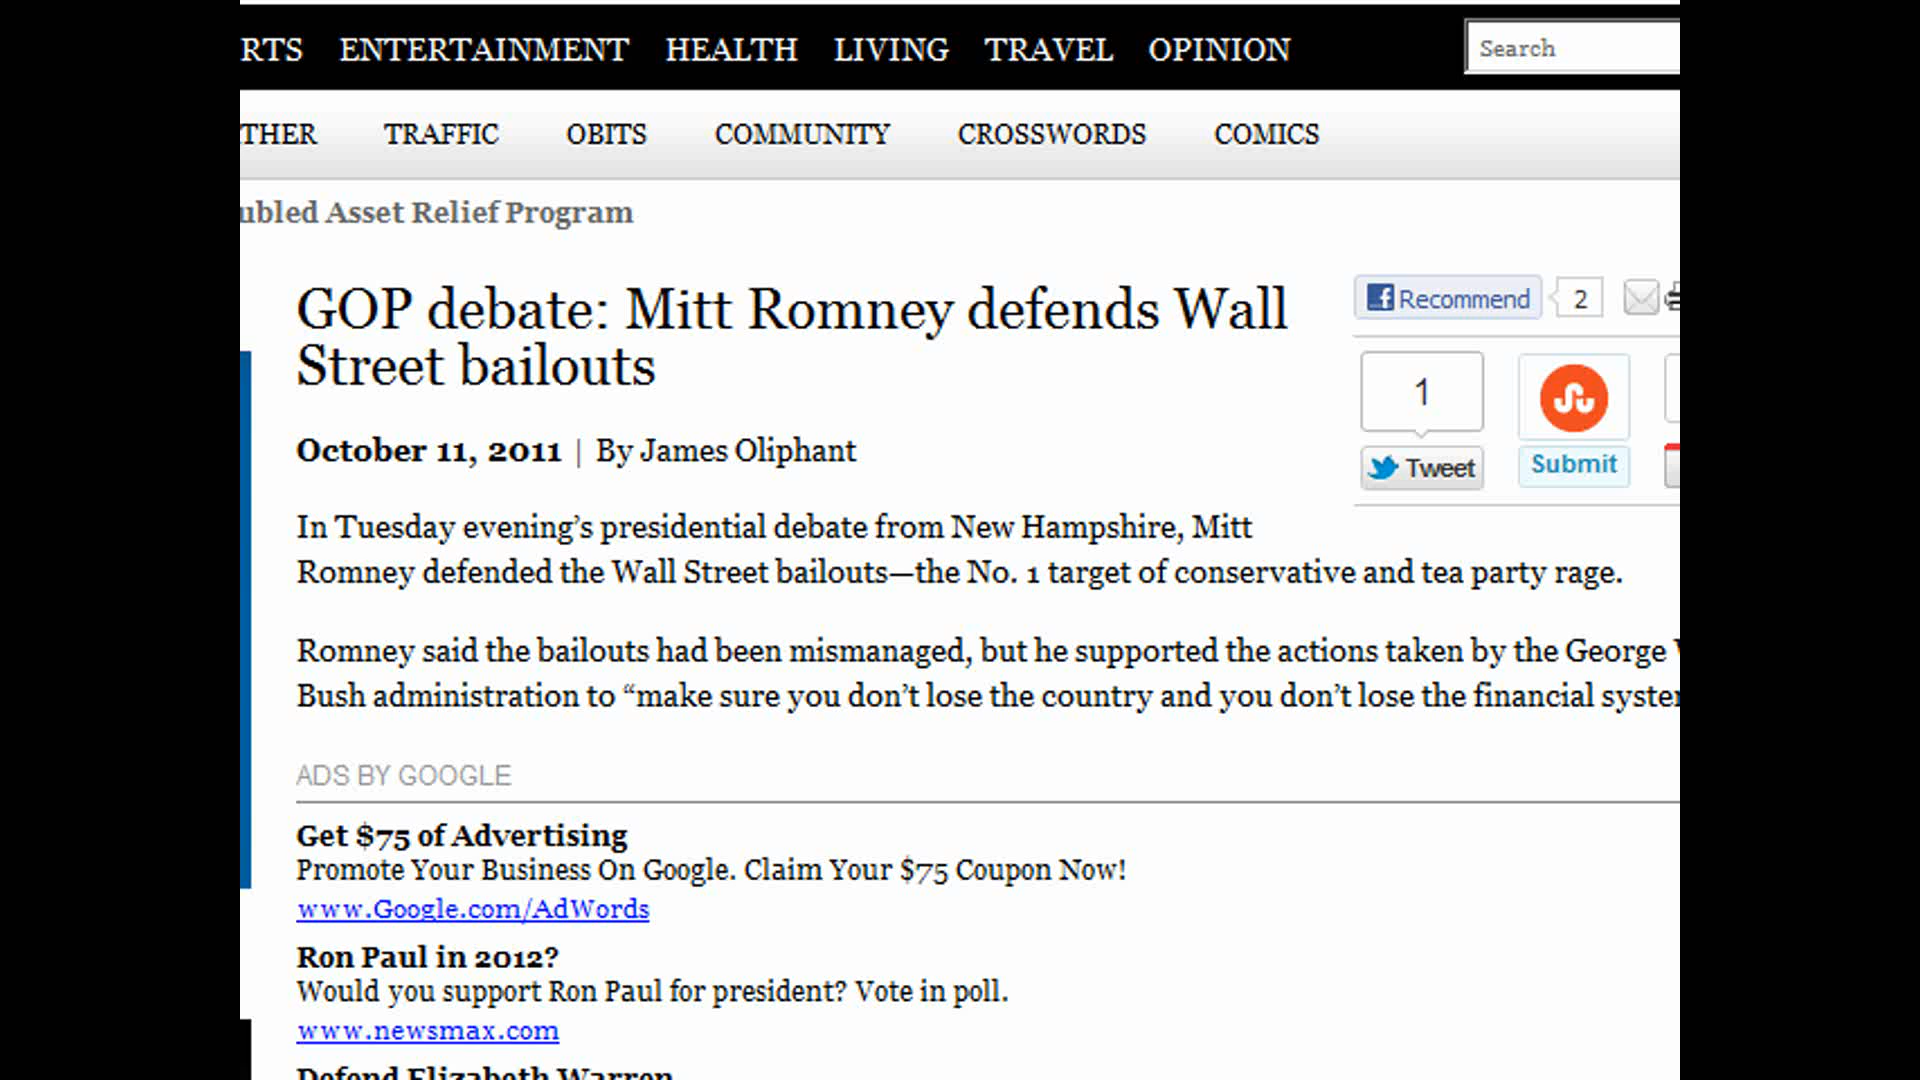 RTS ENTERTAINMENT HEALTH LIVING TRAVEL OPINION Search
THER TRAFFIC OBITS COMMUNITY CROSSWORDS COMICS
ubled Asset Relief Program
GOP debate: Mitt Romney defends Wall
Street bailouts
Recommend 2
1
Tweet Submit
October 11, 2011 | By James Oliphant
In Tuesday evening’s presidential debate from New Hampshire, Mitt
Romney defended the Wall Street bailouts—the No. 1 target of conservative and tea party rage.
Romney said the bailouts had been mismanaged, but he supported the actions taken by the George
Bush administration to “make sure you don’t lose the country and you don’t lose the financial syste
ADS BY GOOGLE
Get $75 of Advertising
Promote Your Business On Google. Claim Your $75 Coupon Now!
www.Google.com/AdWords
Ron Paul in 2012?
Would you support Ron Paul for president? Vote in poll.
www.newsmax.com
Defend Elizabeth Warren